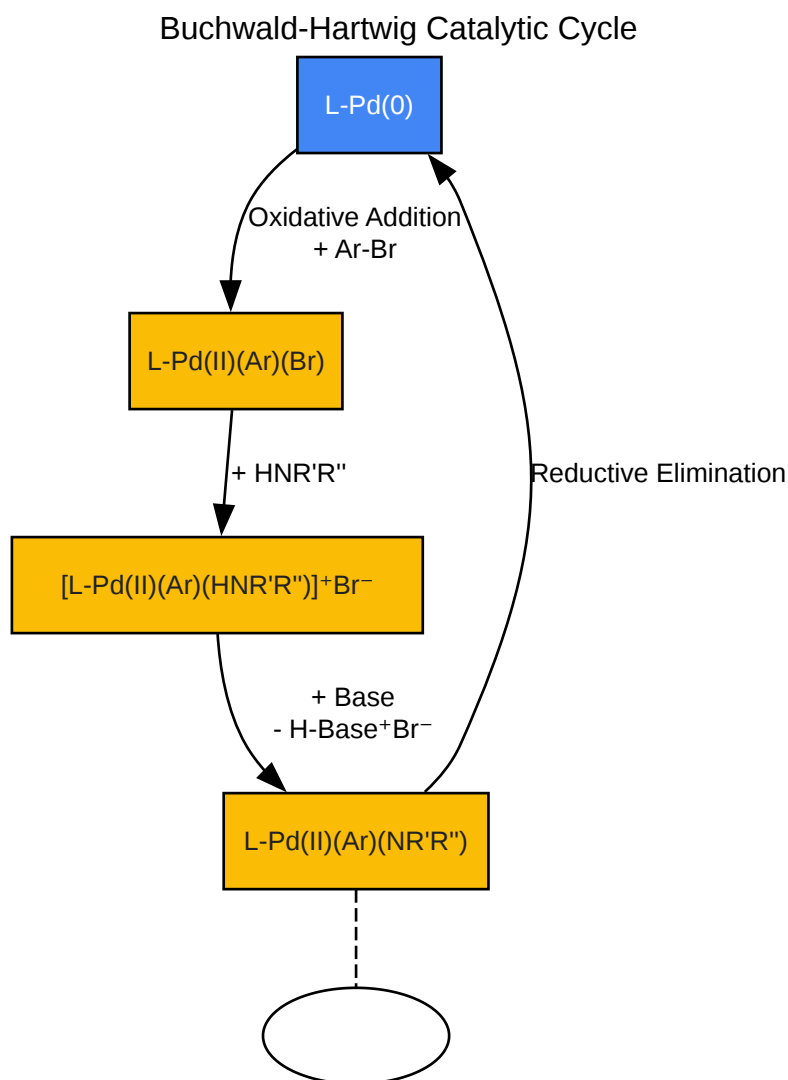 Buchwald-Hartwig Catalytic Cycle
L-Pd(0)
Oxidative Addition
+ Ar-Br
L-Pd(II)(Ar)(Br)
+ HNR'R''
Reductive Elimination
[L-Pd(II)(Ar)(HNR'R'')]⁺Br⁻
+ Base
- H-Base⁺Br⁻
L-Pd(II)(Ar)(NR'R'')